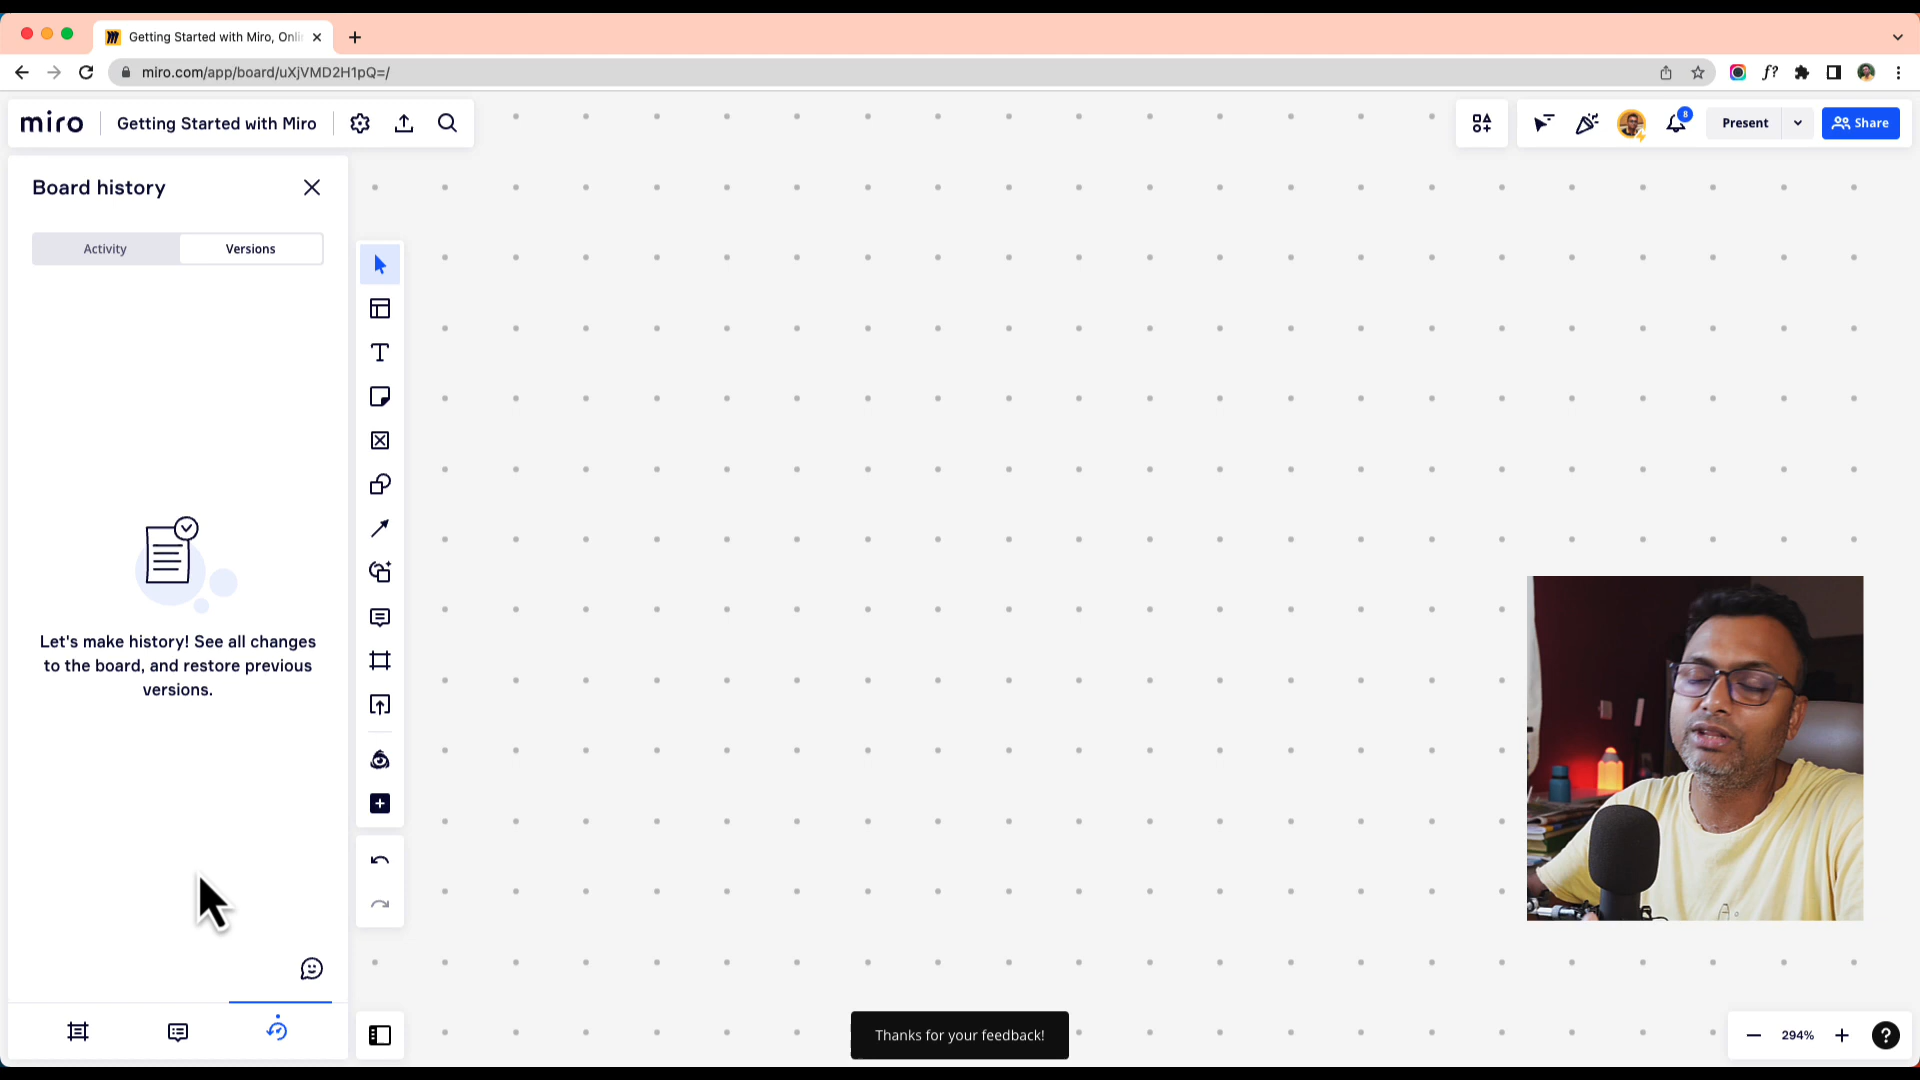 Getting Started with Miro, Onli
miro.com/app/board/uXjVMD2H1pQ=/
f?
miro
Getting Started with Miro
8
Present
Share
Board history
Activity
Versions
T
Let's make history! See all changes
to the board, and restore previous
versions.
Thanks for your feedback!
294%
?